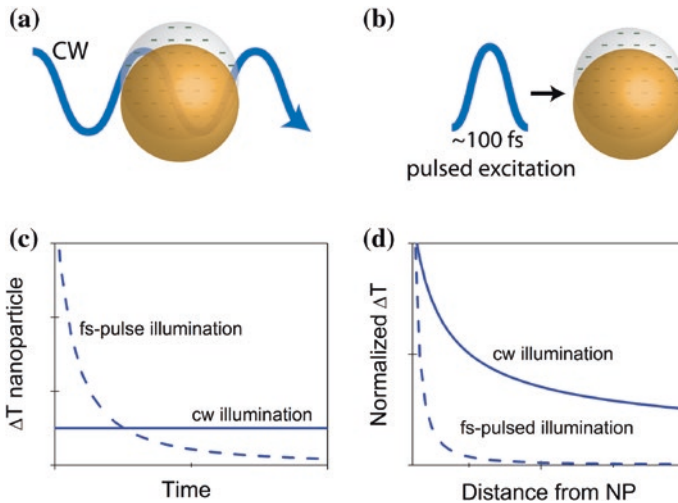 (a)
CW
(b)
~100 fs
pulsed excitation
(c)
ΔT nanoparticle
fs-pulse illumination
cw illumination
Time
(d)
Normalized ΔT
cw illumination
fs-pulsed illumination
Distance from NP